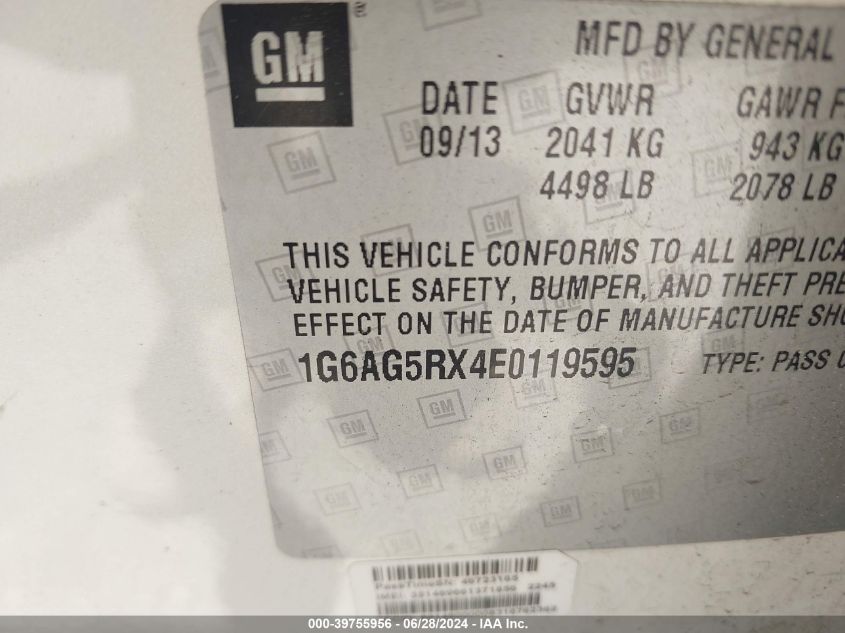 GM
MFD BY GENERAL
DATE GVWR GAWR F
09/13 2041 KG 943 KG
4498 LB 2078 LB
THIS VEHICLE CONFORMS TO ALL APPLICA
VEHICLE SAFETY, BUMPER, AND THEFT PRE
EFFECT ON THE DATE OF MANUFACTURE SHO
1G6AG5RX4E0119595 TYPE: PASS C
000-39755956 - 06/28/2024 - IAA Inc.